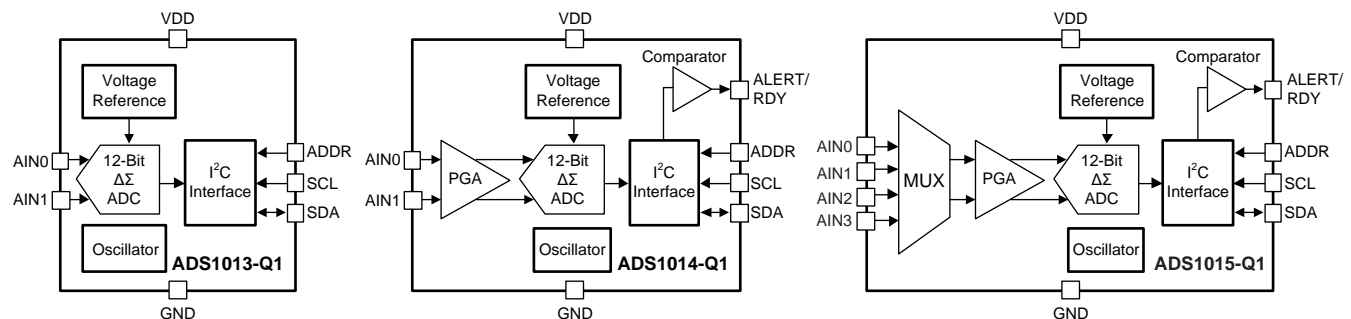 VDD
Voltage
Reference
AIN0
AIN1
12-Bit
ΔΣ
ADC
I²C
Interface
ADDR
SCL
SDA
Oscillator
ADS1013-Q1
GND
VDD
Comparator
ALERT/
RDY
Voltage
Reference
AIN0
AIN1
PGA
12-Bit
ΔΣ
ADC
I²C
Interface
ADDR
SCL
SDA
Oscillator
ADS1014-Q1
GND
VDD
Comparator
ALERT/
RDY
Voltage
Reference
AIN0
AIN1
AIN2
AIN3
MUX
PGA
12-Bit
ΔΣ
ADC
I²C
Interface
ADDR
SCL
SDA
Oscillator
ADS1015-Q1
GND